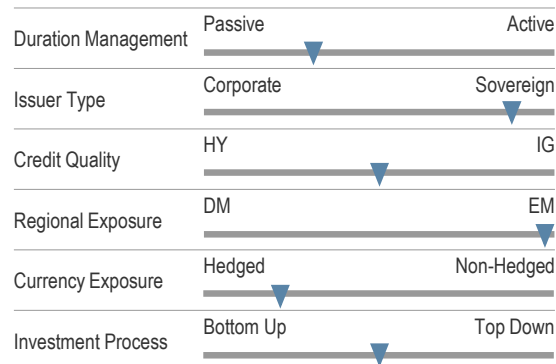 Duration Management Passive Active
Issuer Type Corporate Sovereign
Credit Quality HY IG
Regional Exposure DM EM
Currency Exposure Hedged Non-Hedged
Investment Process Bottom Up Top Down